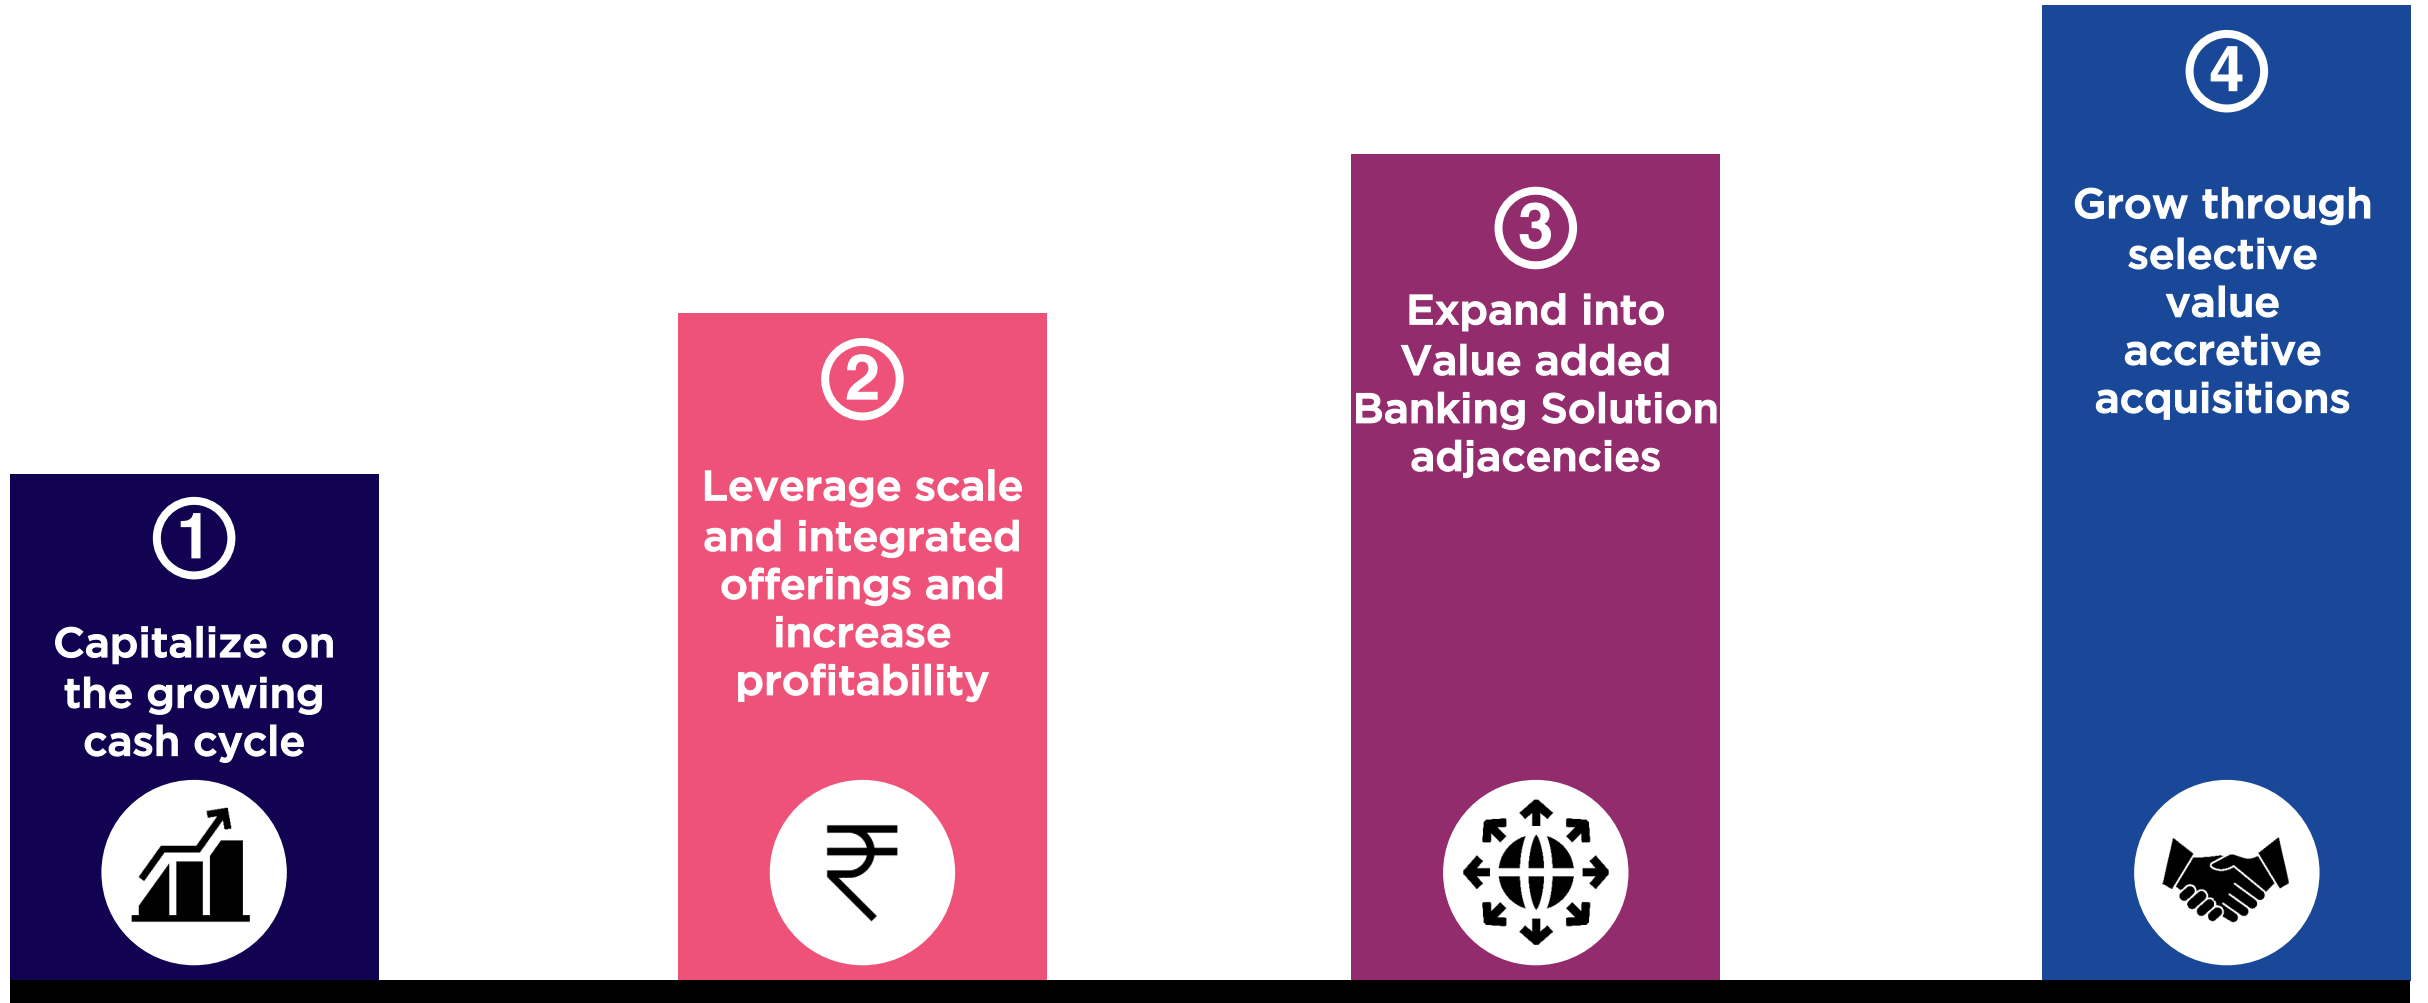 1
Capitalize on
the growing
cash cycle
2
Leverage scale
and integrated
offerings and
increase
profitability
₹
3
Expand into
Value added
Banking Solution
adjacencies
4
Grow through
selective
value
accretive
acquisitions